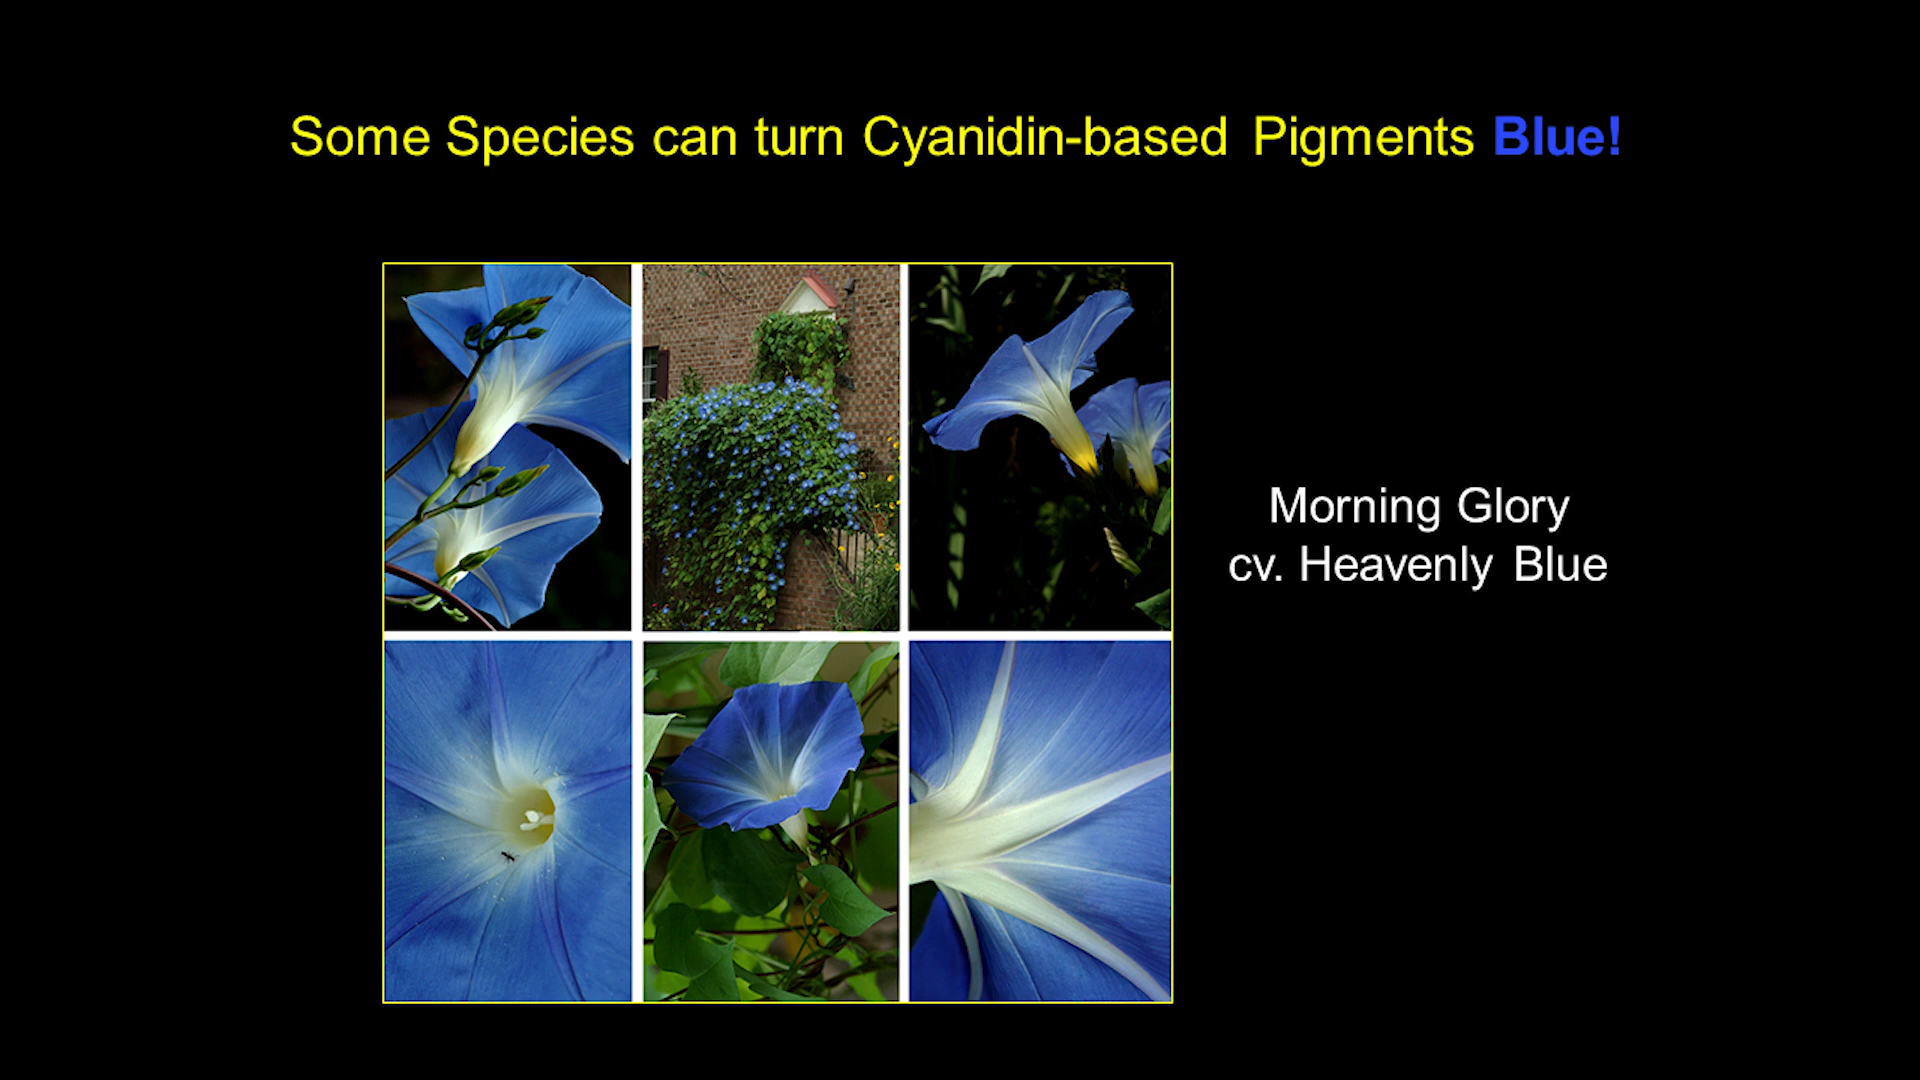 Some Species can turn Cyanidin-based Pigments Blue!
Morning Glory
cv. Heavenly Blue